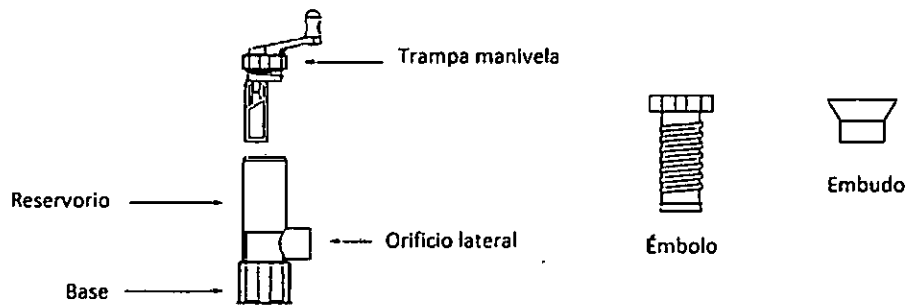 Trampa manivela
Reservorio
Orificio lateral
Base
Émbolo
Embudo